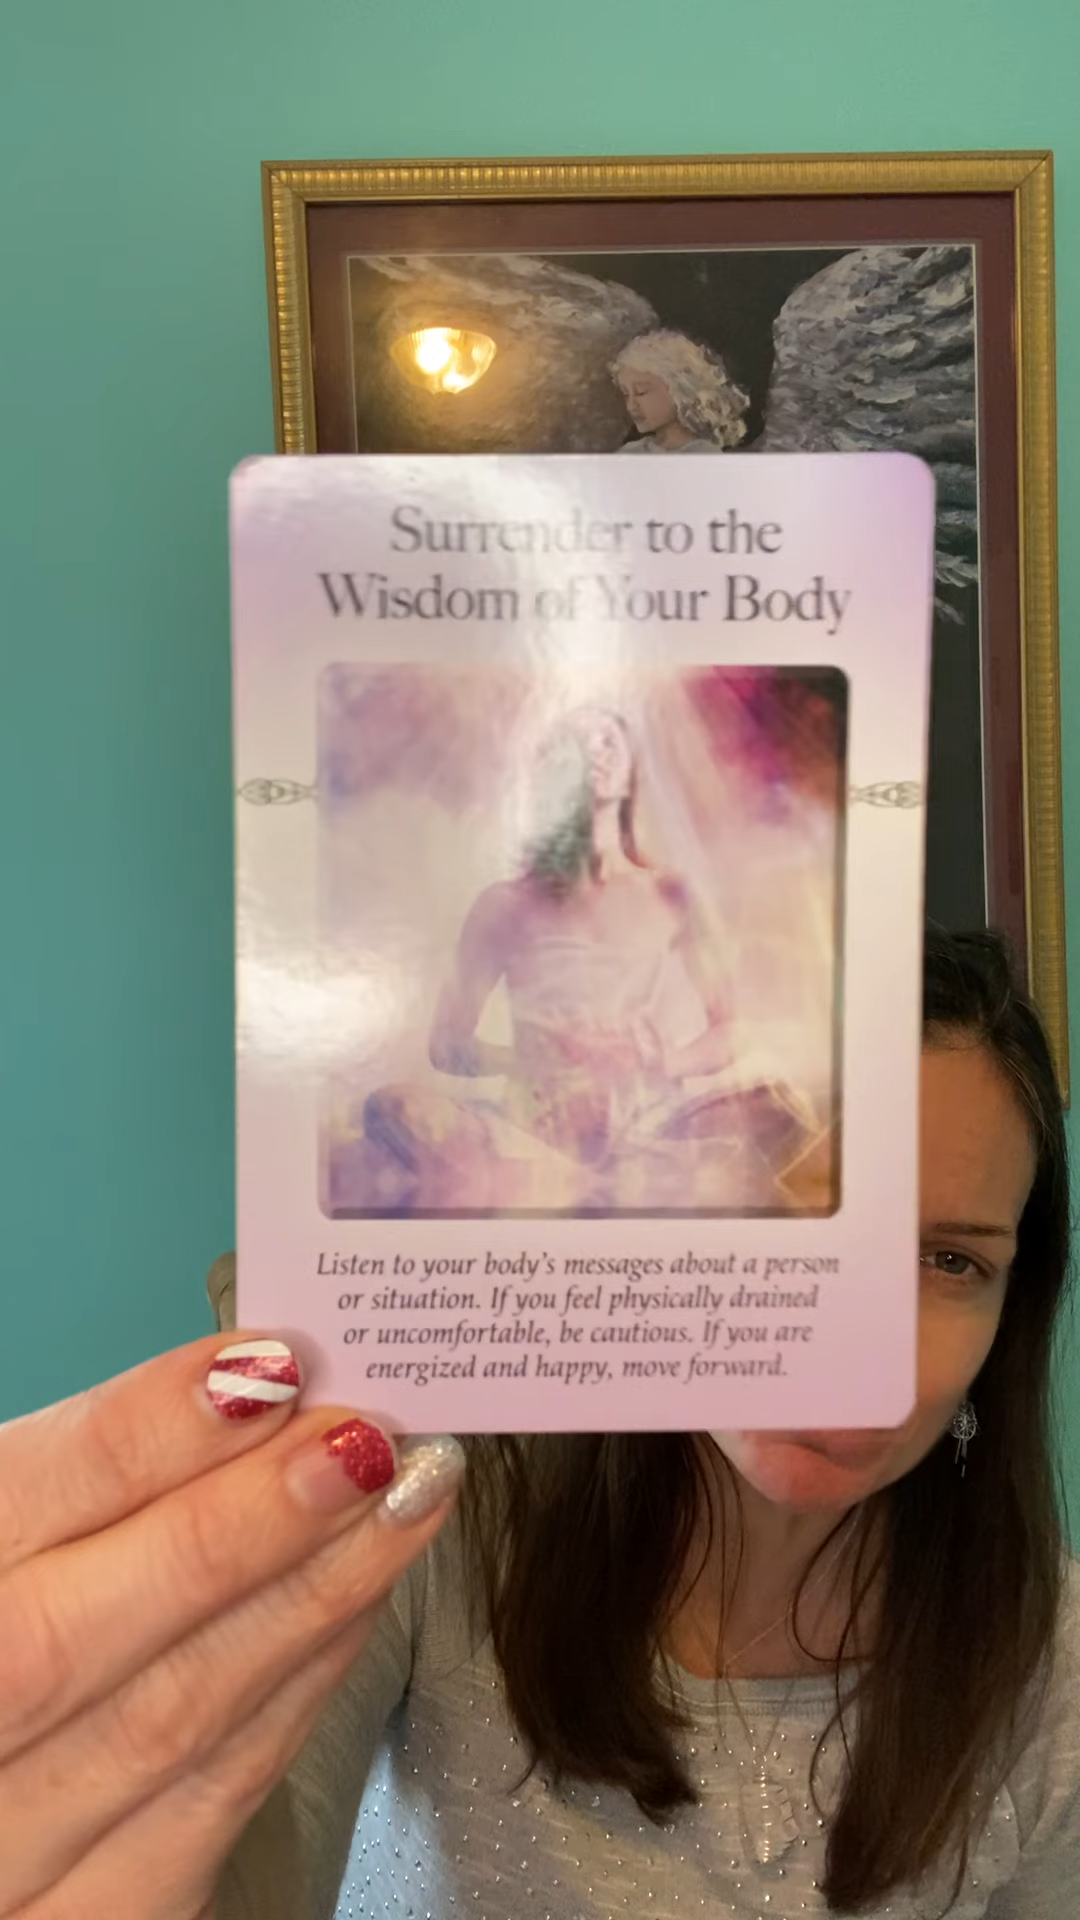 Surrender to the
Wisdom of Your Body
Listen to your body's messages about a person
or situation. If you feel physically drained
or uncomfortable, be cautious. If you are
energized and happy, move forward.